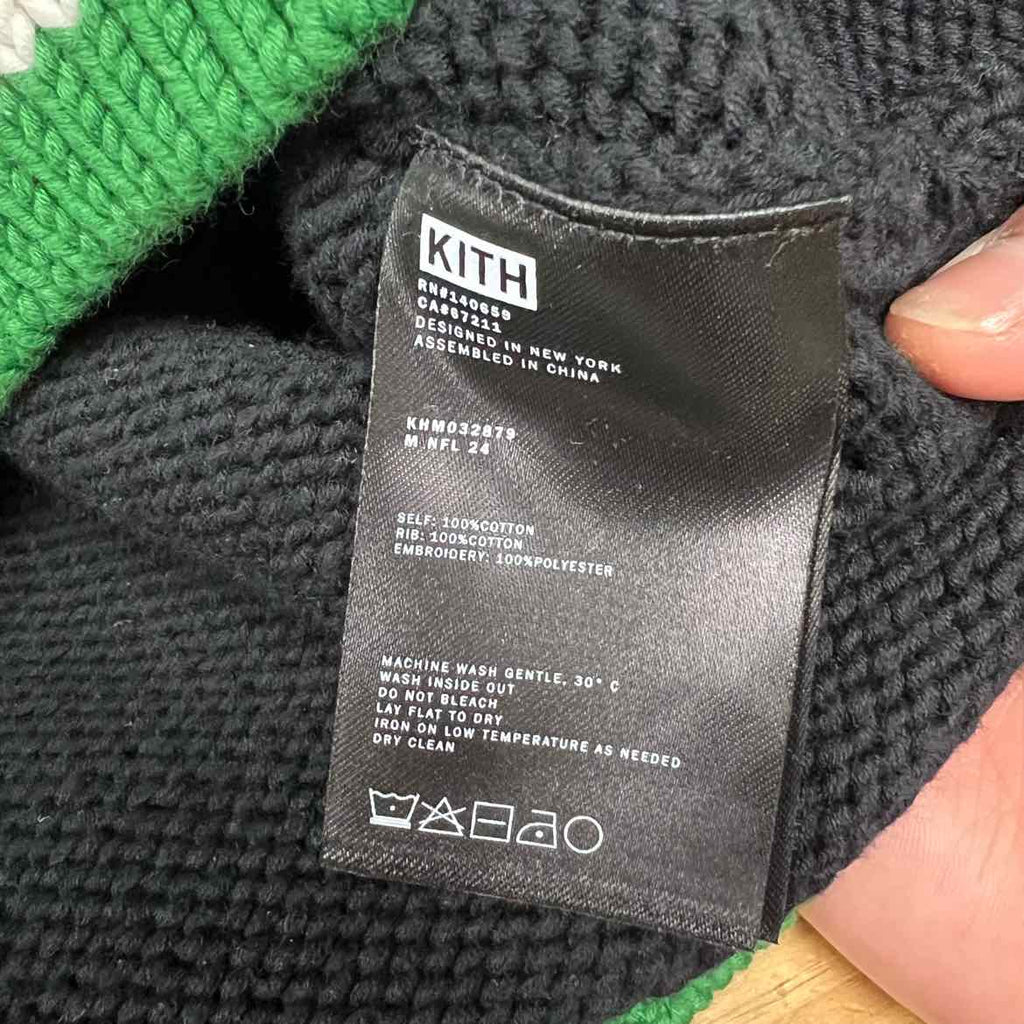 KITH
RN#140659
CA#67211
DESIGNED IN NEW YORK
ASSEMBLED IN CHINA
KHM032879
M NFL 24
SELF: 100%COTTON
RIB: 100%COTTON
EMBROIDERY: 100%POLYESTER
MACHINE WASH GENTLE, 30° C
WASH INSIDE OUT
DO NOT BLEACH
LAY FLAT TO DRY
IRON ON LOW TEMPERATURE AS NEEDED
DRY CLEAN